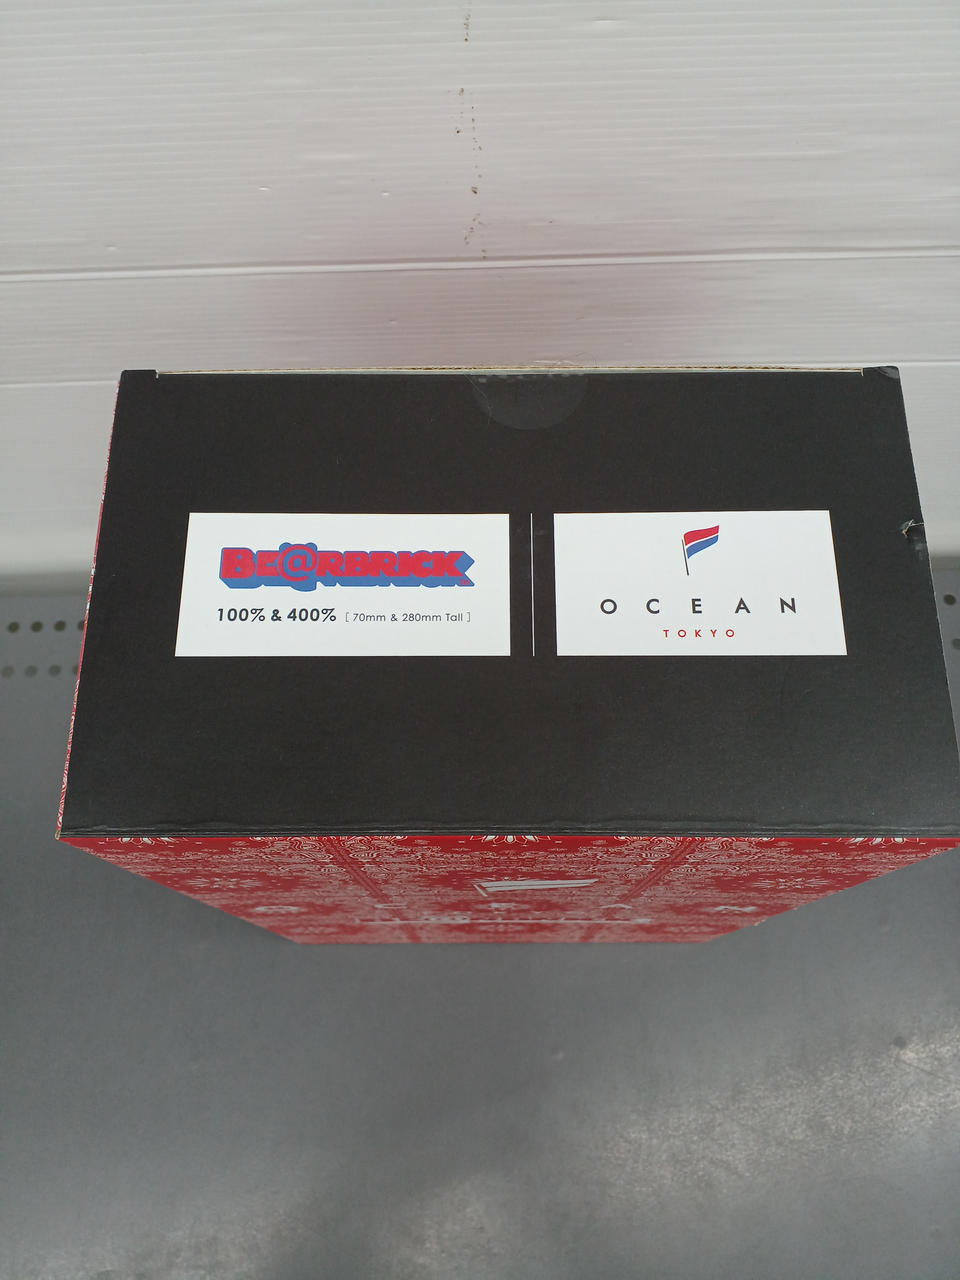 BE@RBRICK
100% & 400% [ 70mm & 280mm Tall ]
OCEAN
TOKYO